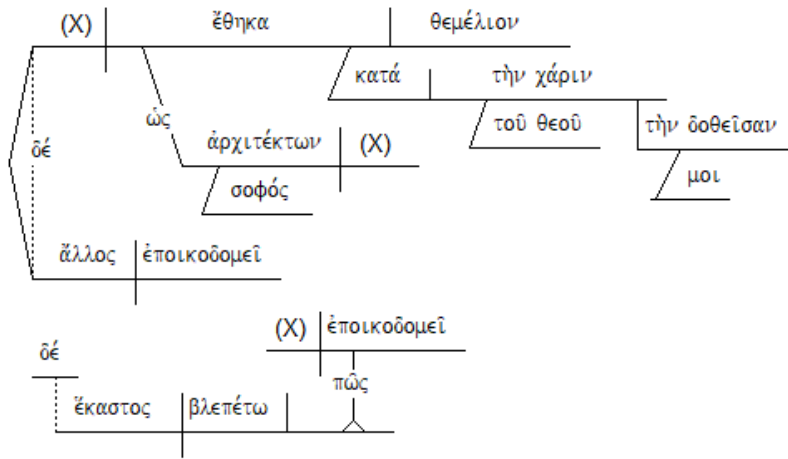 (X) ἔθηκα θεμέλιον
κατά τὴν χάριν
δέ ὡς τοῦ θεοῦ τὴν δοθεῖσαν
ἀρχιτέκτων (X)
σοφός μοι
ἄλλος ἐποικοδομεῖ
(X) ἐποικοδομεῖ
δέ πῶς
ἕκαστος βλεπέτω